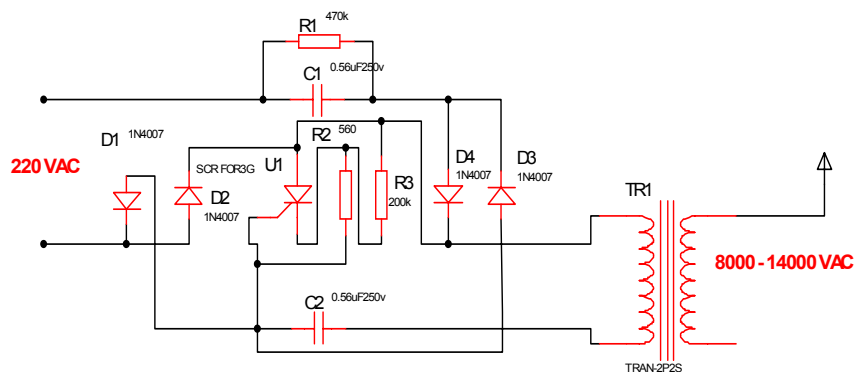 R1 470k
C1 0.56uF250v
D1 1N4007
R2 560
220 VAC
SCR FOR3G U1
D4 1N4007
D3 1N4007
D2 1N4007
R3 200k
TR1
8000 - 14000 VAC
C2 0.56uF250v
TRAN-2P2S